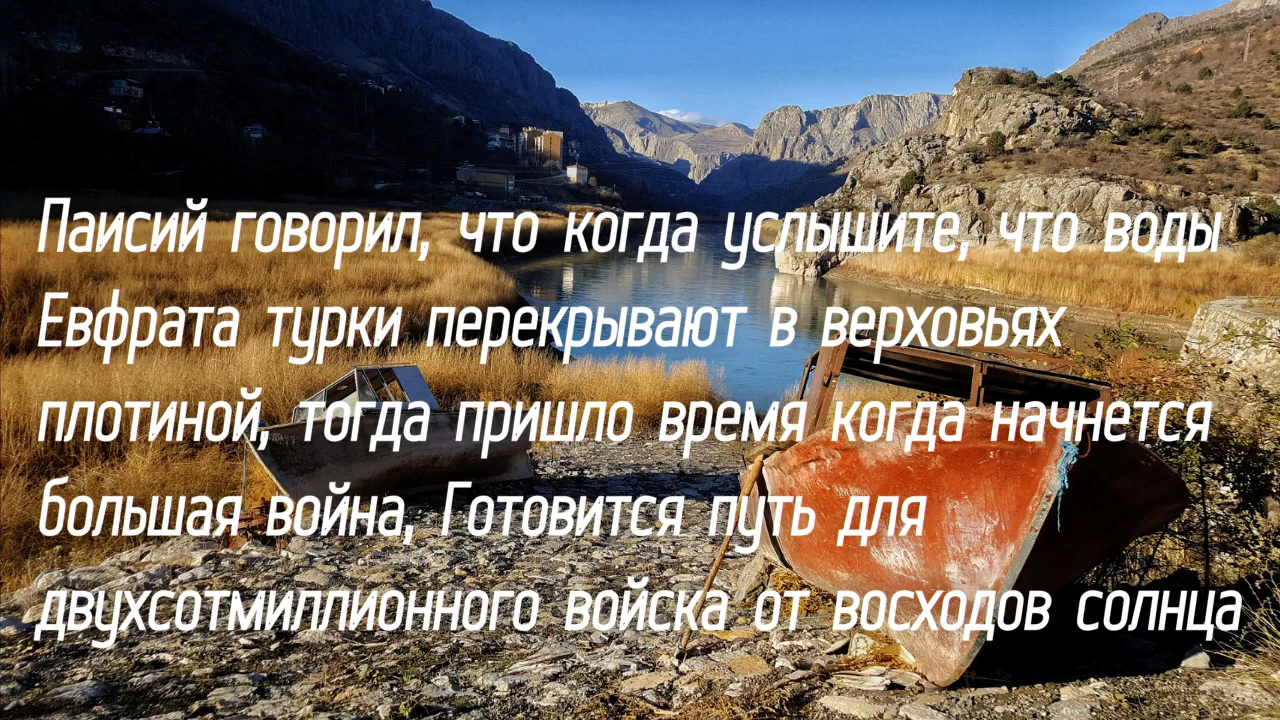 Паисий говорил, что когда услышите, что воды
Евфрата турки перекрывают в верховьях
плотиной, тогда пришло время когда начнется
большая война, Готовится путь для
двухсотмиллионного войска от восходов солнца